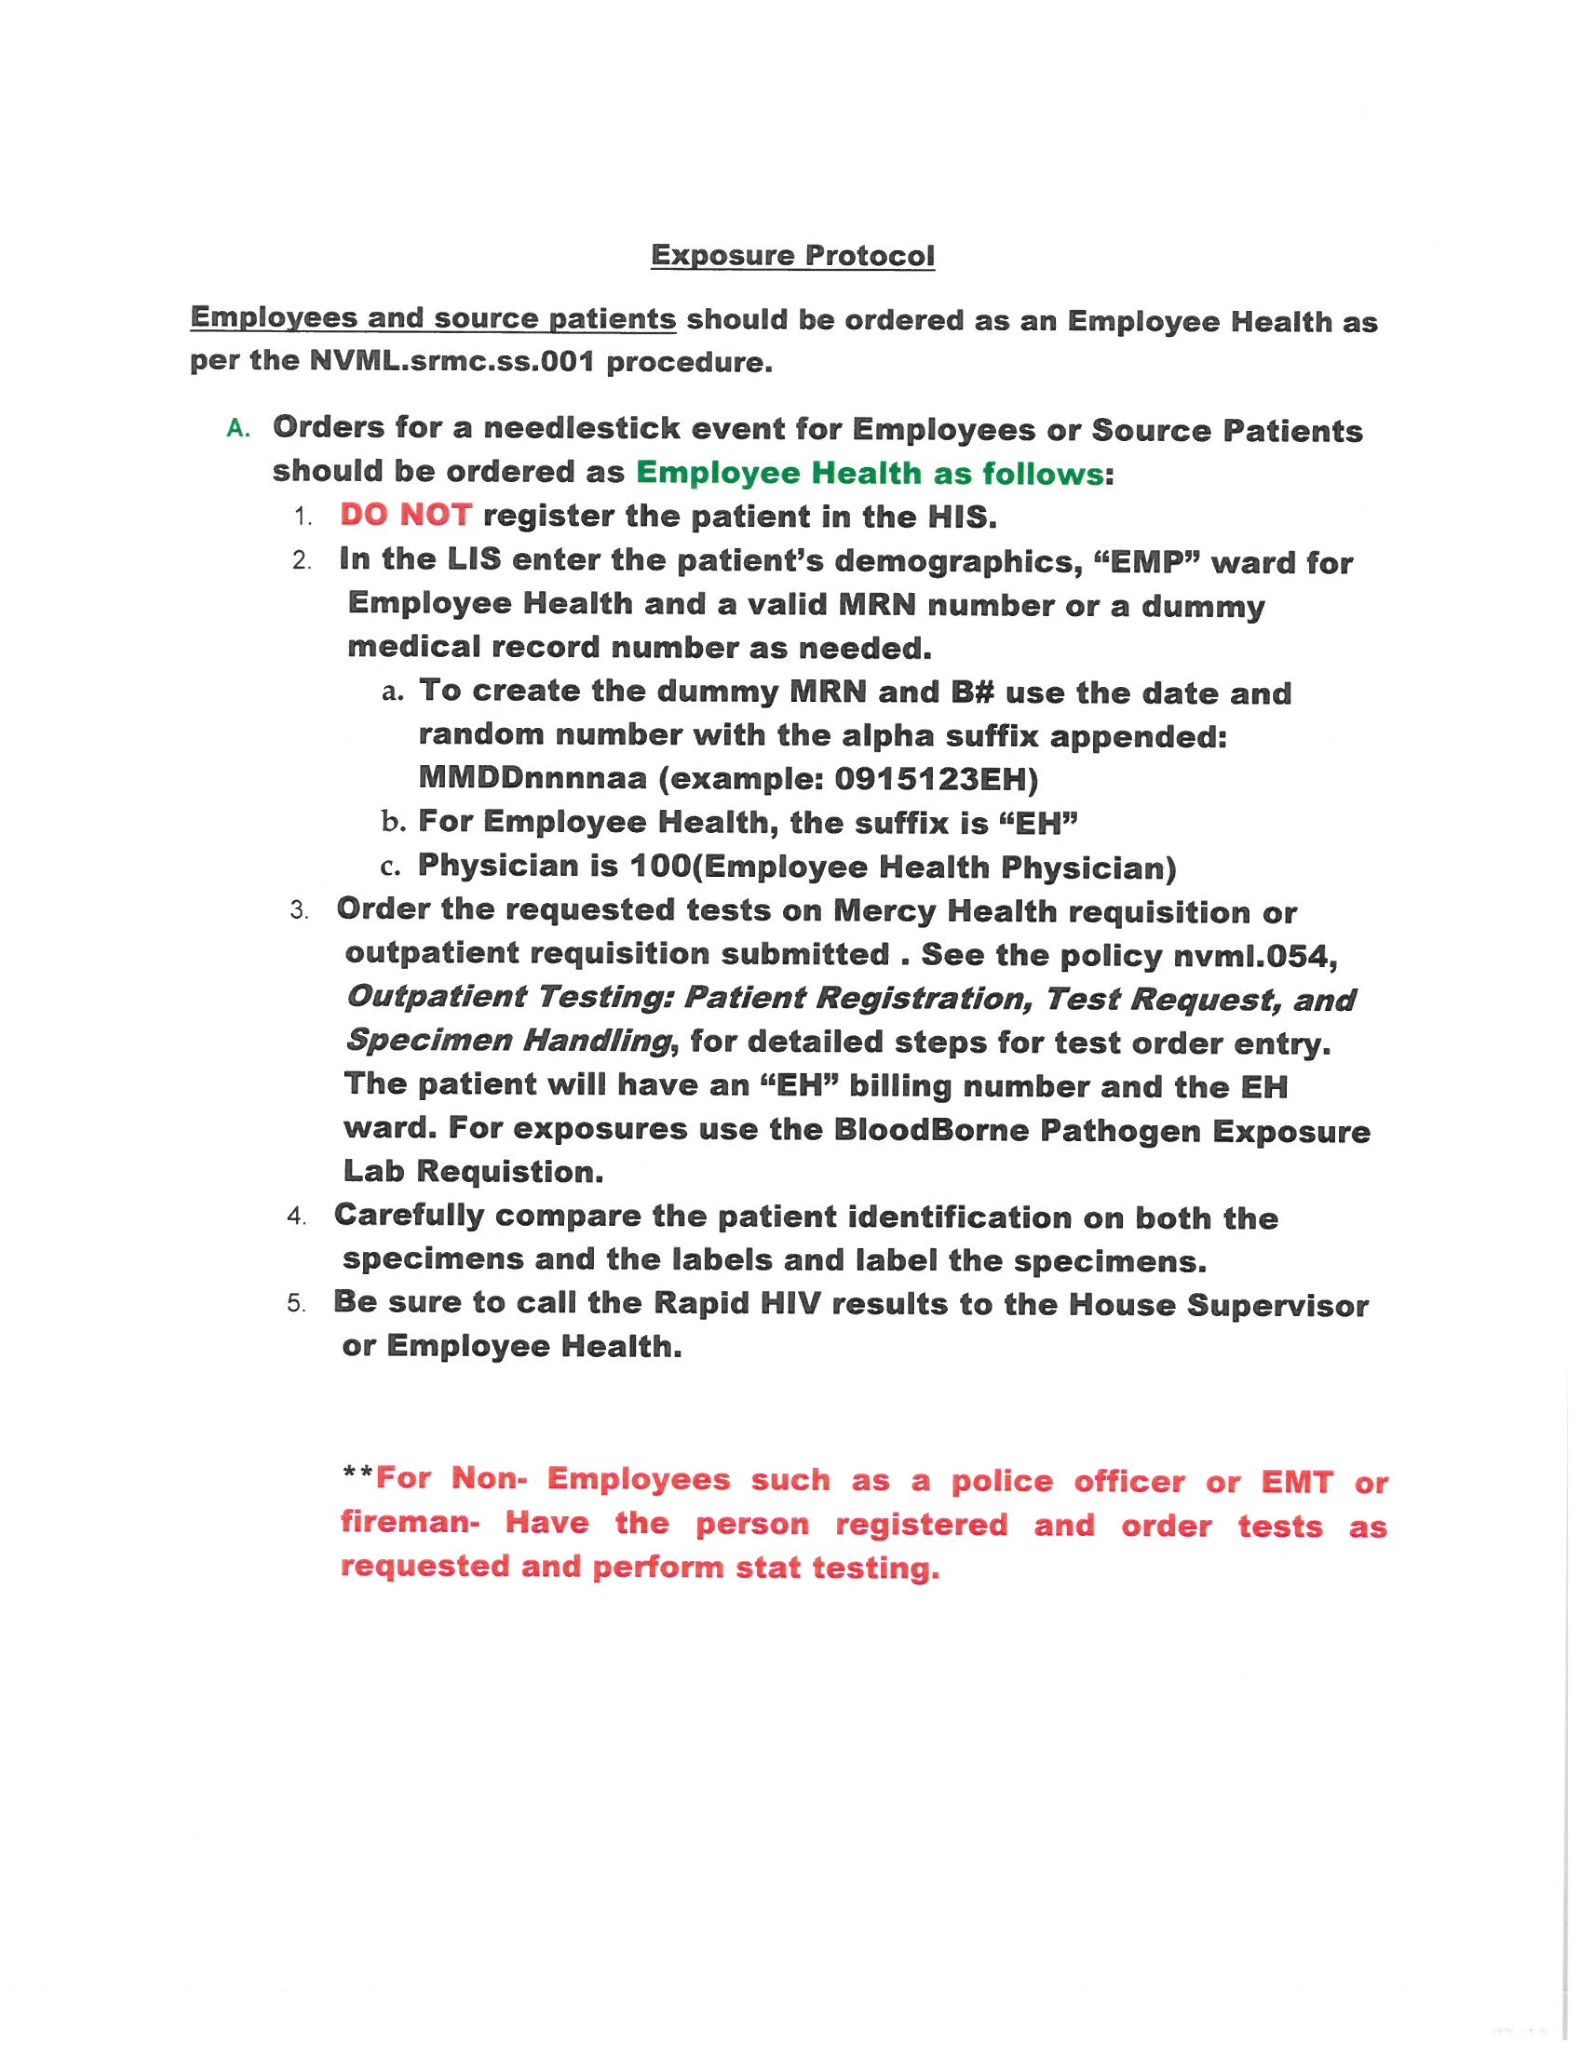 Exposure Protocol
Employees and source patients should be ordered as an Employee Health as
per the NVML.srmc.ss.001 procedure.
A. Orders for a needlestick event for Employees or Source Patients
should be ordered as Employee Health as follows:
1. DO NOT register the patient in the HIS.
2. In the LIS enter the patient’s demographics, “EMP” ward for
Employee Health and a valid MRN number or a dummy
medical record number as needed.
a. To create the dummy MRN and B# use the date and
random number with the alpha suffix appended:
MMDDnnnnaa (example: 0915123EH)
b. For Employee Health, the suffix is “EH”
c. Physician is 100(Employee Health Physician)
3. Order the requested tests on Mercy Health requisition or
outpatient requisition submitted . See the policy nvml.054,
Outpatient Testing: Patient Registration, Test Request, and
Specimen Handling, for detailed steps for test order entry.
The patient will have an “EH” billing number and the EH
ward. For exposures use the BloodBorne Pathogen Exposure
Lab Requistion.
4. Carefully compare the patient identification on both the
specimens and the labels and label the specimens.
5. Be sure to call the Rapid HIV results to the House Supervisor
or Employee Health.
**For Non- Employees such as a police officer or EMT or
fireman- Have the person registered and order tests as
requested and perform stat testing.